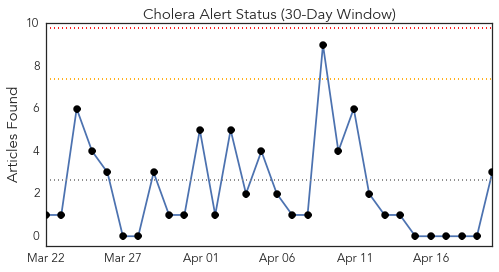 Cholera Alert Status (30-Day Window)
Articles Found
10
8
6
4
2
0
Mar 22
Mar 27
Apr 01
Apr 06
Apr 11
Apr 16